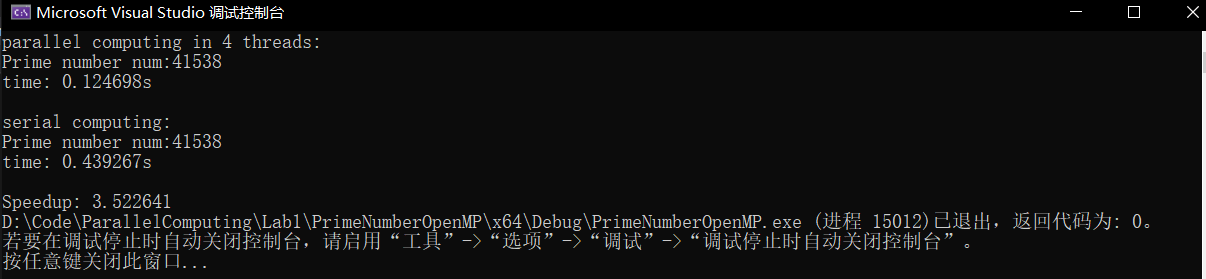 C:\ Microsoft Visual Studio 调试控制台
parallel computing in 4 threads:
Prime number num:41538
time: 0.124698s
serial computing:
Prime number num:41538
time: 0.439267s
Speedup: 3.522641
D:\Code\ParallelComputing\Lab1\PrimeNumberOpenMP\x64\Debug\PrimeNumberOpenMP.exe (进程 15012)已退出，返回代码为: 0。
若要在调试停止时自动关闭控制台，请启用“工具”->“选项”->“调试”->“调试停止时自动关闭控制台”。
按任意键关闭此窗口...